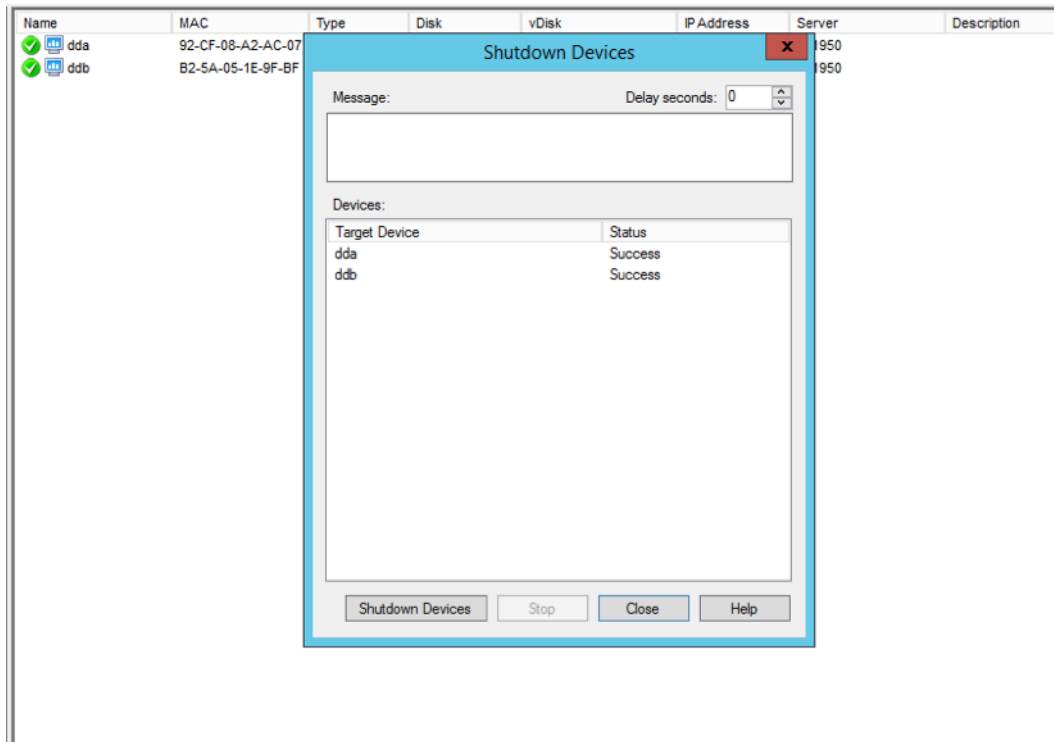 Name MAC Type Disk vDisk IP Address Server Description
dda 92-CF-08-A2-AC-07 1950
ddb B2-5A-05-1E-9F-BF 1950
Shutdown Devices x
Message: Delay seconds: 0
Devices:
Target Device Status
dda Success
ddb Success
Shutdown Devices Stop Close Help